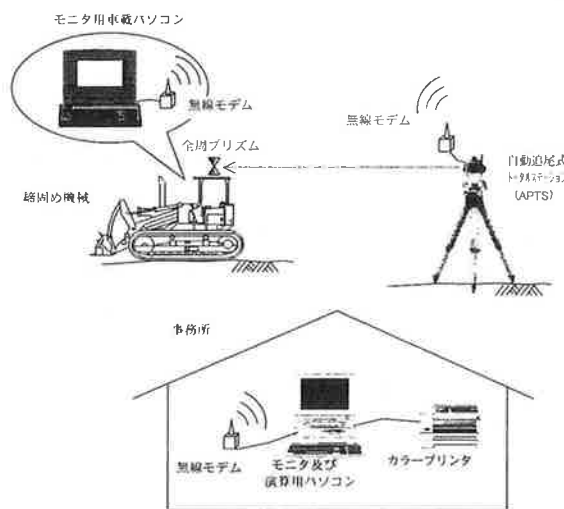 モニタ用車載パソコン
無線モデム
全周プリズム
締固め機械
無線モデム
自動追尾式
トータルステーション
(APTS)
事務所
無線モデム
モニタ及び
演算用パソコン
カラープリンタ